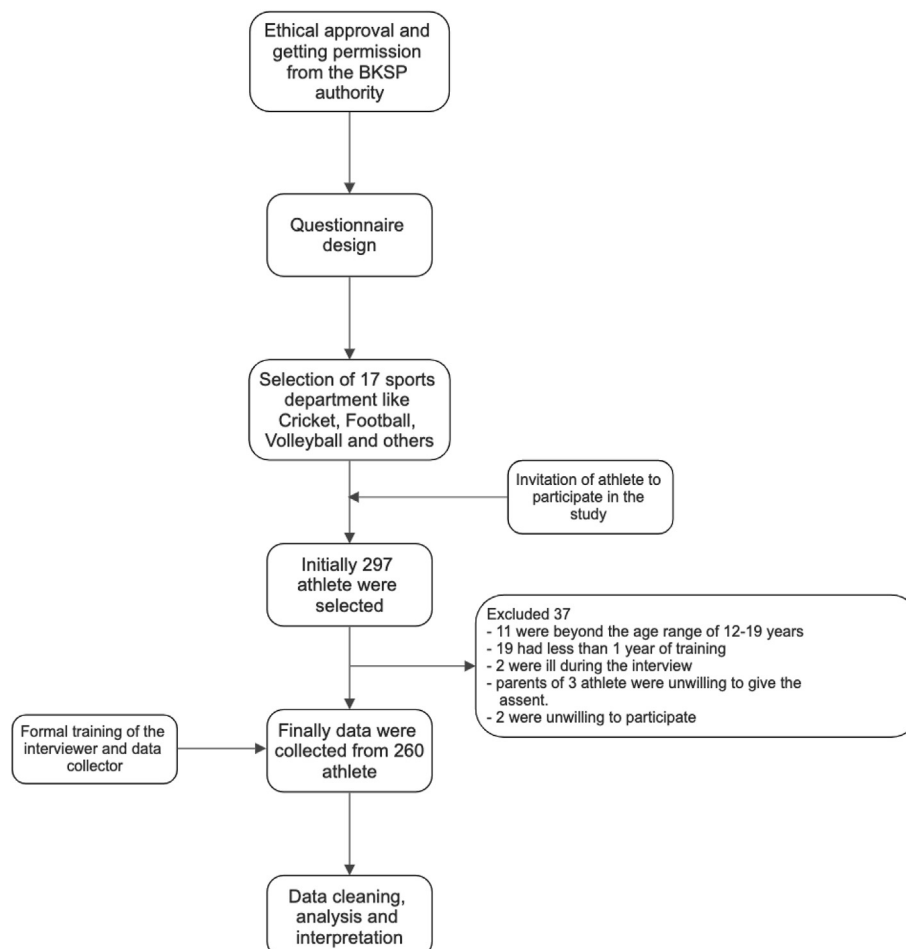 Ethical approval and
getting permission
from the BKSP
authority
Questionnaire
design
Selection of 17 sports
department like
Cricket, Football,
Volleyball and others
Invitation of athlete to
participate in the
study
Initially 297
athlete were
selected
Excluded 37
- 11 were beyond the age range of 12-19 years
- 19 had less than 1 year of training
- 2 were ill during the interview
- parents of 3 athlete were unwilling to give the
assent.
- 2 were unwilling to participate
Formal training of the
interviewer and data
collector
Finally data were
collected from 260
athlete
Data cleaning,
analysis and
interpretation